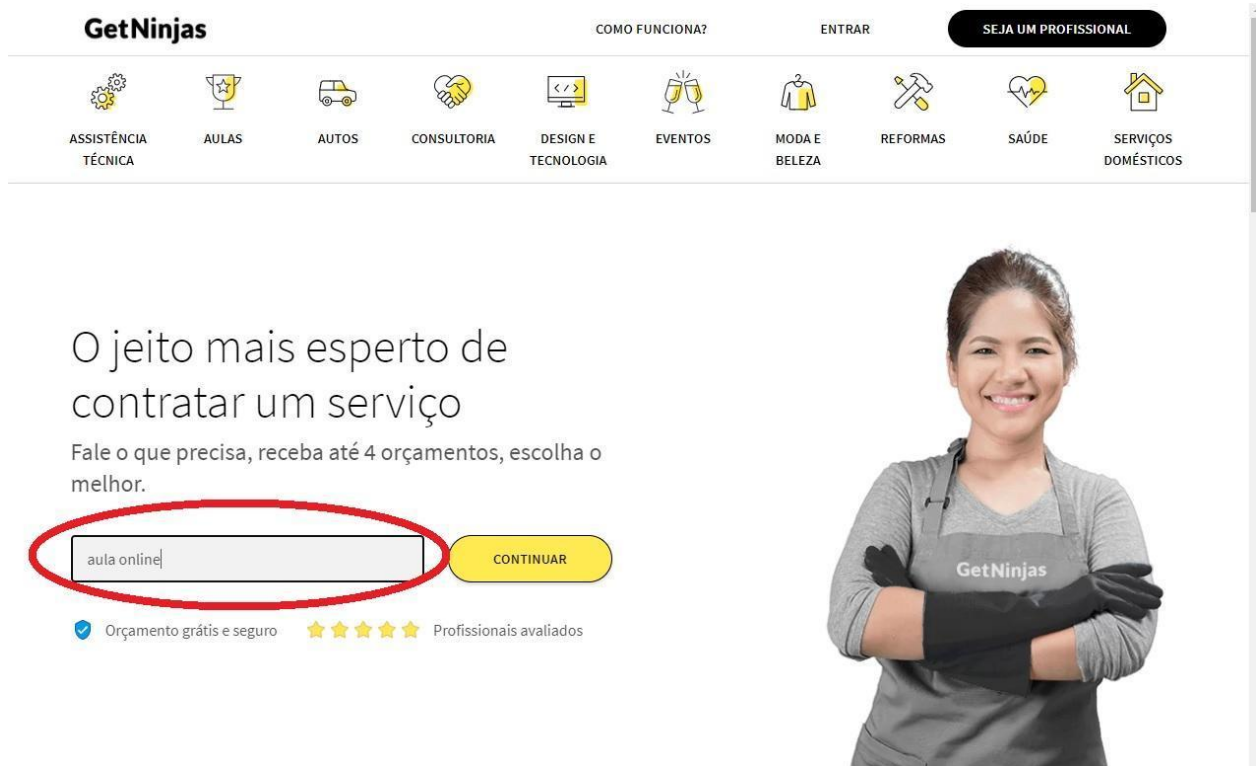 GetNinjas
COMO FUNCIONA?
ENTRAR
SEJA UM PROFISSIONAL
ASSISTÊNCIA
TÉCNICA
AULAS
AUTOS
CONSULTORIA
DESIGN E
TECNOLOGIA
EVENTOS
MODA E
BELEZA
REFORMAS
SAÚDE
SERVIÇOS
DOMÉSTICOS
O jeito mais esperto de
contratar um serviço
Fale o que precisa, receba até 4 orçamentos, escolha o
melhor.
aula online
CONTINUAR
Orçamento grátis e seguro
Profissionais avaliados
GetNinjas